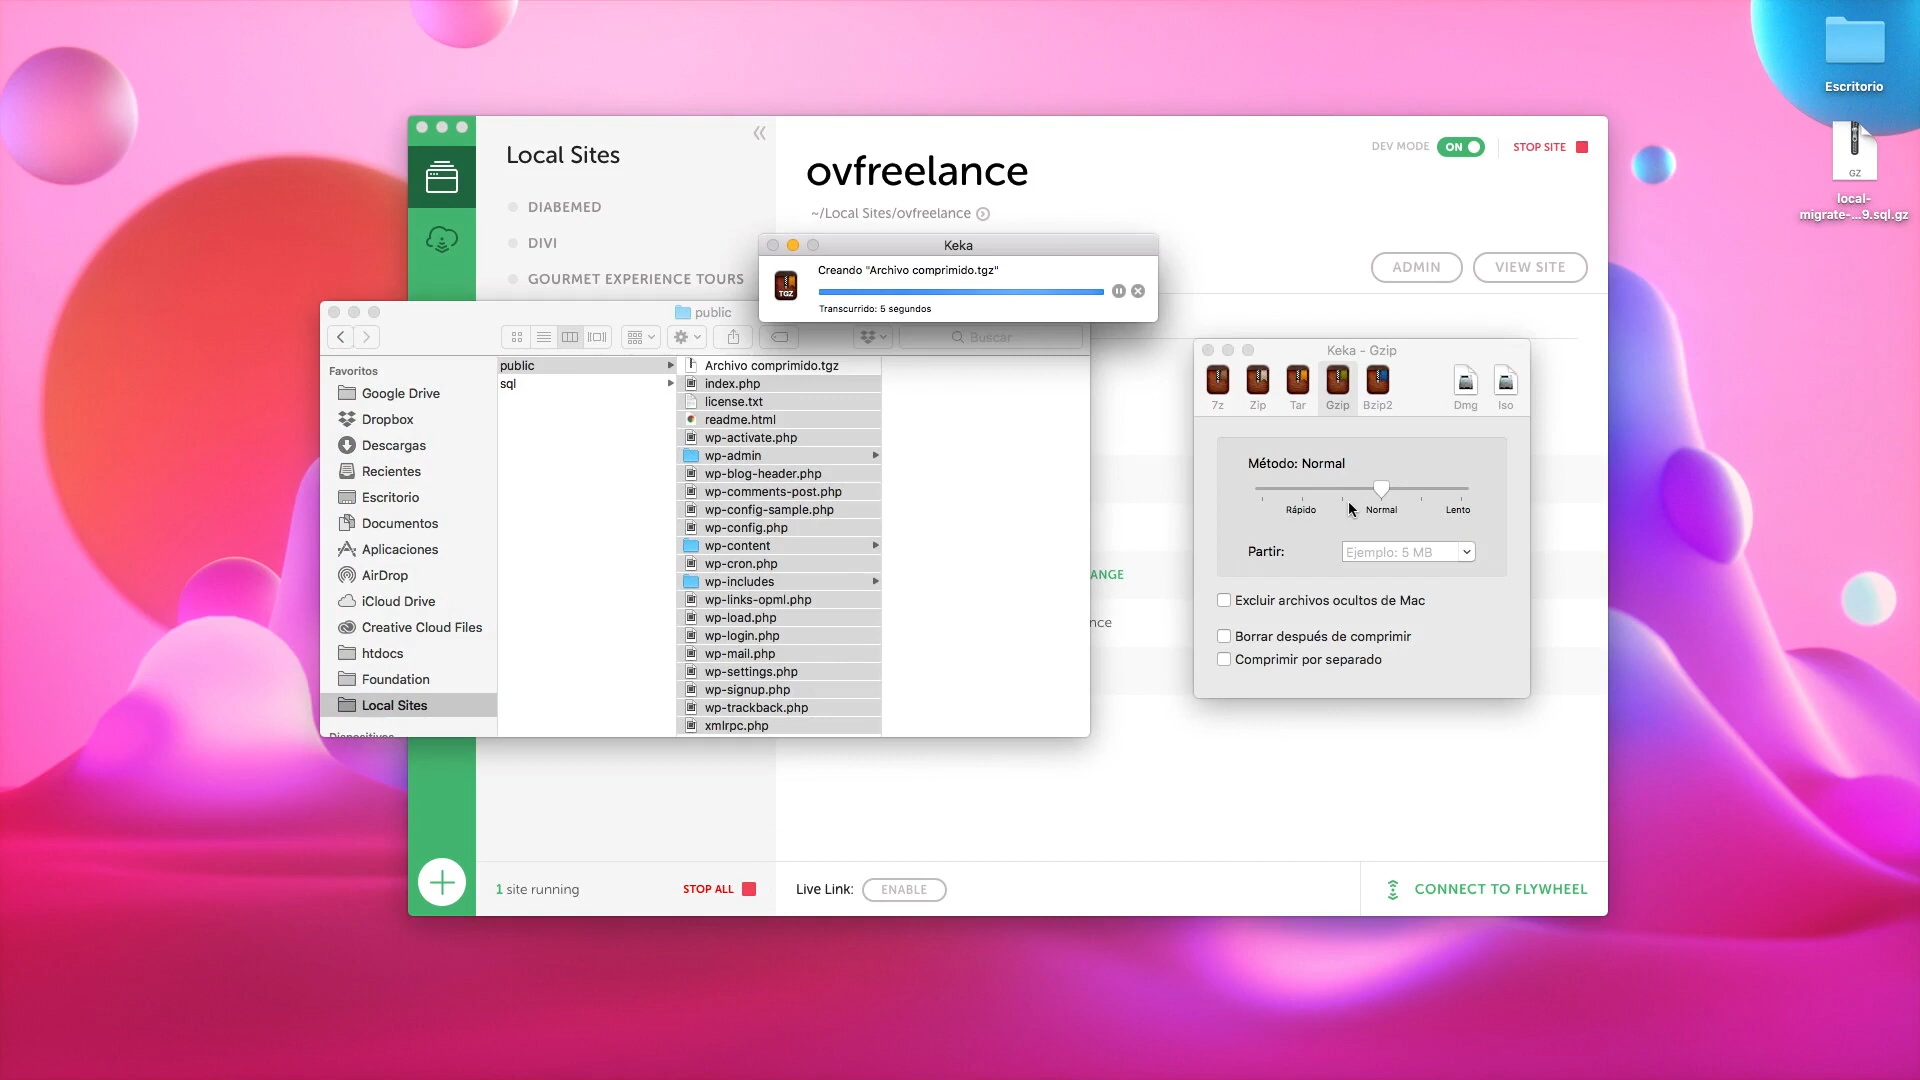 Escritorio
GZ
local-
migrate-...9.sql.gz
Local Sites
DIABEMED
DIVI
GOURMET EXPERIENCE TOURS
ovfreelance
~/Local Sites/ovfreelance
DEV MODE
ON
STOP SITE
ADMIN
VIEW SITE
Keka
TGZ
Creando "Archivo comprimido.tgz"
Transcurrido: 5 segundos
public
Buscar
Favoritos
Google Drive
Dropbox
Descargas
Recientes
Escritorio
Documentos
Aplicaciones
AirDrop
iCloud Drive
Creative Cloud Files
htdocs
Foundation
Local Sites
Dispositivos
public
sql
Archivo comprimido.tgz
index.php
license.txt
readme.html
wp-activate.php
wp-admin
wp-blog-header.php
wp-comments-post.php
wp-config-sample.php
wp-config.php
wp-content
wp-cron.php
wp-includes
wp-links-opml.php
wp-load.php
wp-login.php
wp-mail.php
wp-settings.php
wp-signup.php
wp-trackback.php
xmlrpc.php
ANGE
nce
Keka - Gzip
7z
Zip
Tar
Gzip
Bzip2
Dmg
Iso
Método: Normal
Rápido
Normal
Lento
Partir:
Ejemplo: 5 MB
Excluir archivos ocultos de Mac
Borrar después de comprimir
Comprimir por separado
1 site running
STOP ALL
Live Link:
ENABLE
CONNECT TO FLYWHEEL